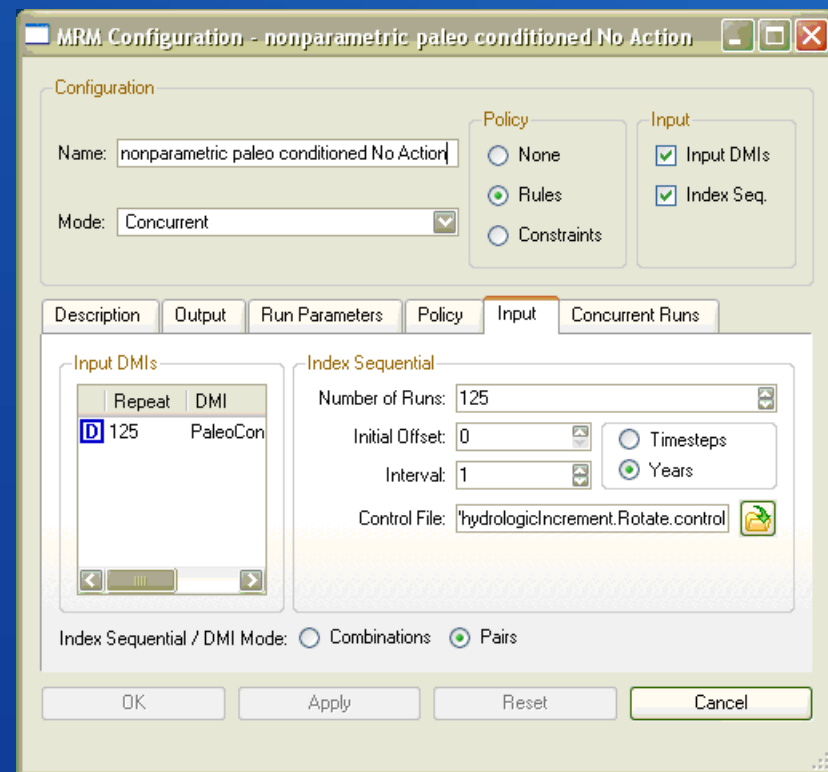 MRM Configuration - nonparametric paleo conditioned No Action
Configuration
Name: nonparametric paleo conditioned No Action
Mode: Concurrent
Policy
None
Rules
Constraints
Input
Input DMIs
Index Seq.
Description Output Run Parameters Policy Input Concurrent Runs
Input DMIs
Repeat DMI
D 125 PaleoCon
Index Sequential
Number of Runs: 125
Initial Offset: 0
Interval: 1
Timesteps
Years
Control File: 'hydrologicIncrement.Rotate.control
Index Sequential / DMI Mode: Combinations Pairs
OK Apply Reset Cancel